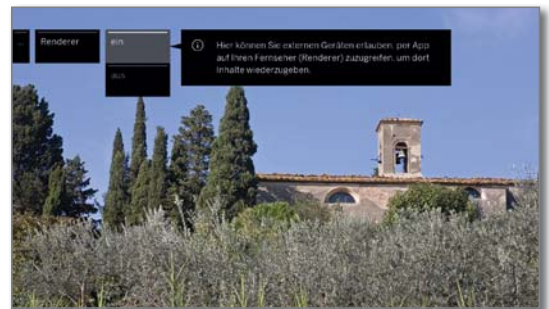 ...
Renderer
ein
aus
Hier können Sie externen Geräten erlauben, per App
auf Ihren Fernseher (Renderer) zuzugreifen, um dort
Inhalte wiederzugeben.